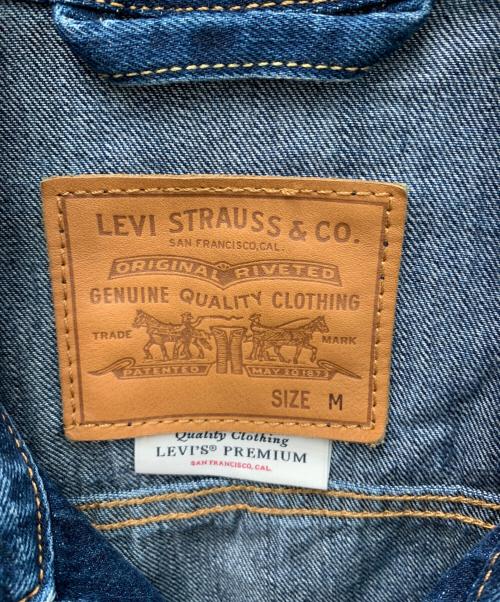 LEVI STRAUSS & CO.
SAN FRANCISCO, CAL.
ORIGINAL RIVETED
GENUINE QUALITY CLOTHING
TRADE MARK
PATENTED MAY 20 1873
SIZE M
Quality Clothing
LEVI'S® PREMIUM
SAN FRANCISCO, CAL.